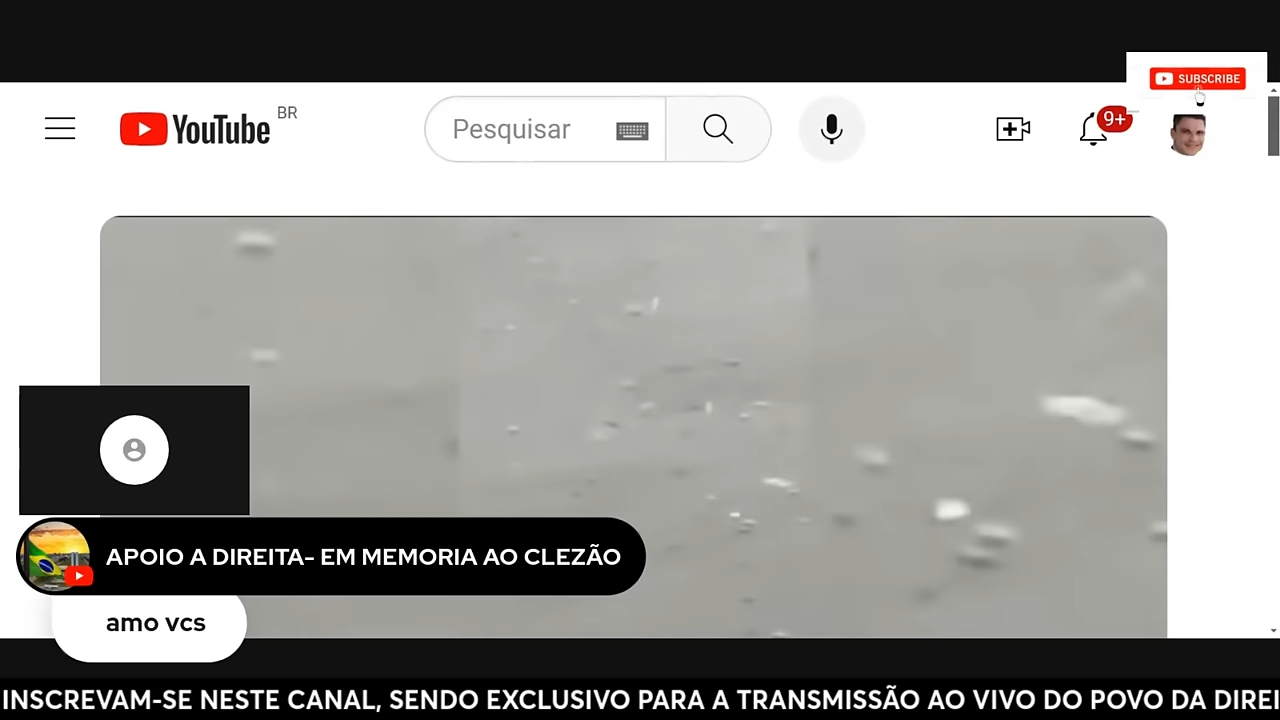 SUBSCRIBE
YouTube BR
Pesquisar
9+
APOIO A DIREITA- EM MEMORIA AO CLEZÃO
amo vcs
INSCREVAM-SE NESTE CANAL, SENDO EXCLUSIVO PARA A TRANSMISSÃO AO VIVO DO POVO DA DIREI